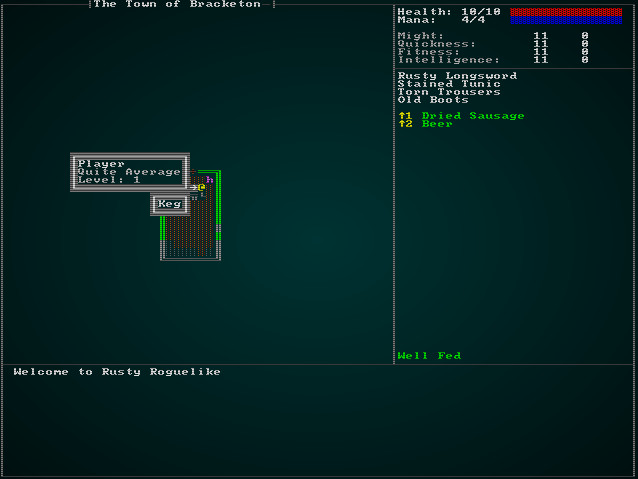 The Town of Bracketon
Health: 10/10
Mana: 4/4
Might: 11 0
Quickness: 11 0
Fitness: 11 0
Intelligence: 11 0
Rusty Longsword
Stained Tunic
Torn Trousers
Old Boots
↑1 Dried Sausage
↑2 Beer
Player
Quite Average
Level: 1
Keg
Well Fed
Welcome to Rusty Roguelike